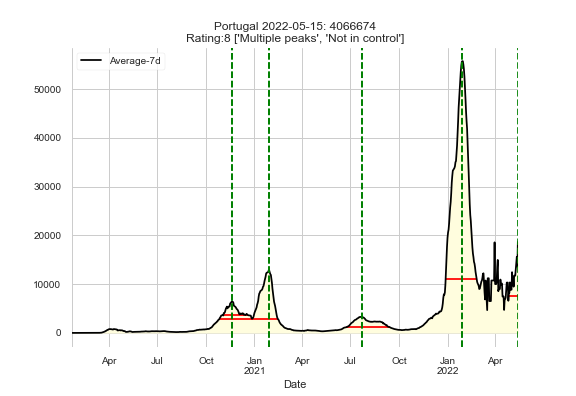 Portugal 2022-05-15: 4066674
Rating:8 ['Multiple peaks', 'Not in control']
Average-7d
50000
40000
30000
20000
10000
0
Apr Jul Oct Jan Apr Jul Oct Jan Apr
2021 2022
Date